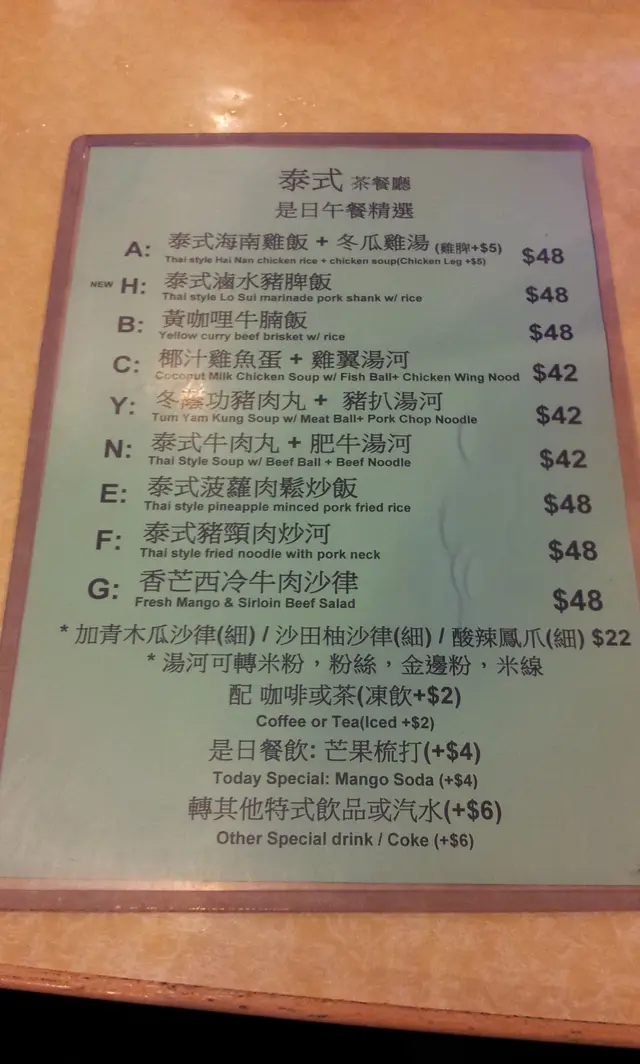 泰式 茶餐廳
是日午餐精選
A: 泰式海南雞飯 + 冬瓜雞湯 (雞脾+$5) $48
Thai style Hai Nan chicken rice + chicken soup(Chicken Leg +$5)
NEW H: 泰式滷水豬脾飯 $48
Thai style Lo Sui marinade pork shank w/ rice
B: 黃咖哩牛腩飯 $48
Yellow curry beef brisket w/ rice
C: 椰汁雞魚蛋 + 雞翼湯河 $42
Coconut Milk Chicken Soup w/ Fish Ball+ Chicken Wing Nood
Y: 冬蔭功豬肉丸 + 豬扒湯河 $42
Tum Yam Kung Soup w/ Meat Ball+ Pork Chop Noodle
N: 泰式牛肉丸 + 肥牛湯河 $42
Thai Style Soup w/ Beef Ball + Beef Noodle
E: 泰式菠蘿肉鬆炒飯 $48
Thai style pineapple minced pork fried rice
F: 泰式豬頸肉炒河 $48
Thai style fried noodle with pork neck
G: 香芒西冷牛肉沙律 $48
Fresh Mango & Sirloin Beef Salad
* 加青木瓜沙律(細) / 沙田柚沙律(細) / 酸辣鳳爪(細) $22
* 湯河可轉米粉，粉絲，金邊粉，米線
配 咖啡或茶(凍飲+$2)
Coffee or Tea(Iced +$2)
是日餐飲: 芒果梳打(+$4)
Today Special: Mango Soda (+$4)
轉其他特式飲品或汽水(+$6)
Other Special drink / Coke (+$6)